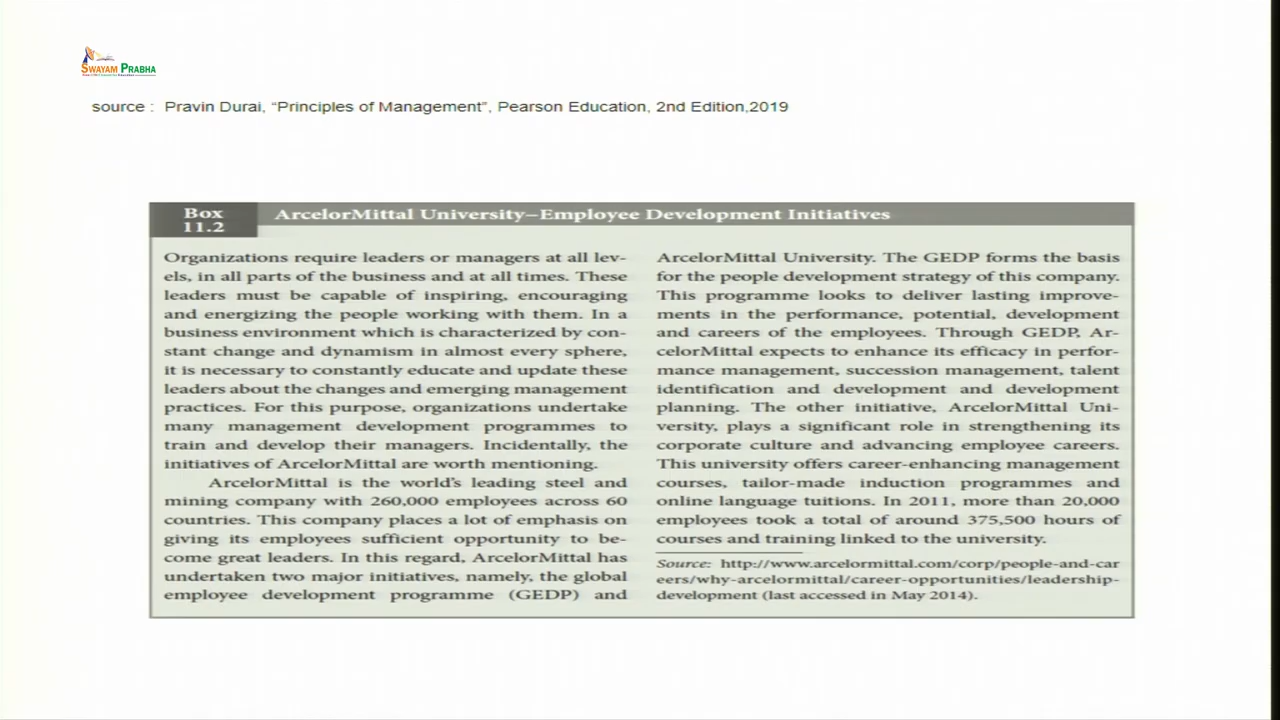 SWAYAM PRABHA
source : Pravin Durai, “Principles of Management”, Pearson Education, 2nd Edition,2019
Box
11.2
ArcelorMittal University–Employee Development Initiatives
Organizations require leaders or managers at all lev-
els, in all parts of the business and at all times. These
leaders must be capable of inspiring, encouraging
and energizing the people working with them. In a
business environment which is characterized by con-
stant change and dynamism in almost every sphere,
it is necessary to constantly educate and update these
leaders about the changes and emerging management
practices. For this purpose, organizations undertake
many management development programmes to
train and develop their managers. Incidentally, the
initiatives of ArcelorMittal are worth mentioning.
ArcelorMittal is the world’s leading steel and
mining company with 260,000 employees across 60
countries. This company places a lot of emphasis on
giving its employees sufficient opportunity to be-
come great leaders. In this regard, ArcelorMittal has
undertaken two major initiatives, namely, the global
employee development programme (GEDP) and
ArcelorMittal University. The GEDP forms the basis
for the people development strategy of this company.
This programme looks to deliver lasting improve-
ments in the performance, potential, development
and careers of the employees. Through GEDP, Ar-
celorMittal expects to enhance its efficacy in perfor-
mance management, succession management, talent
identification and development and development
planning. The other initiative, ArcelorMittal Uni-
versity, plays a significant role in strengthening its
corporate culture and advancing employee careers.
This university offers career-enhancing management
courses, tailor-made induction programmes and
online language tuitions. In 2011, more than 20,000
employees took a total of around 375,500 hours of
courses and training linked to the university.
Source: http://www.arcelormittal.com/corp/people-and-car
eers/why-arcelormittal/career-opportunities/leadership-
development (last accessed in May 2014).